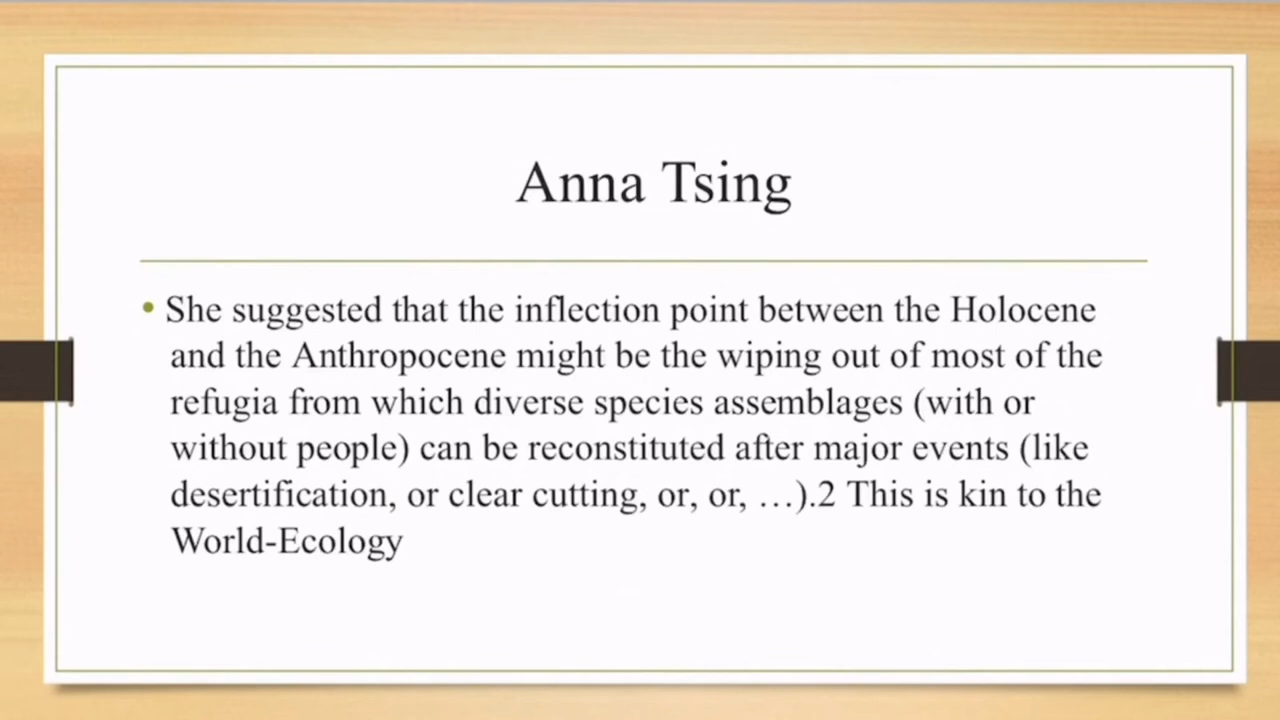 Anna Tsing
• She suggested that the inflection point between the Holocene
and the Anthropocene might be the wiping out of most of the
refugia from which diverse species assemblages (with or
without people) can be reconstituted after major events (like
desertification, or clear cutting, or, or, …).2 This is kin to the
World-Ecology